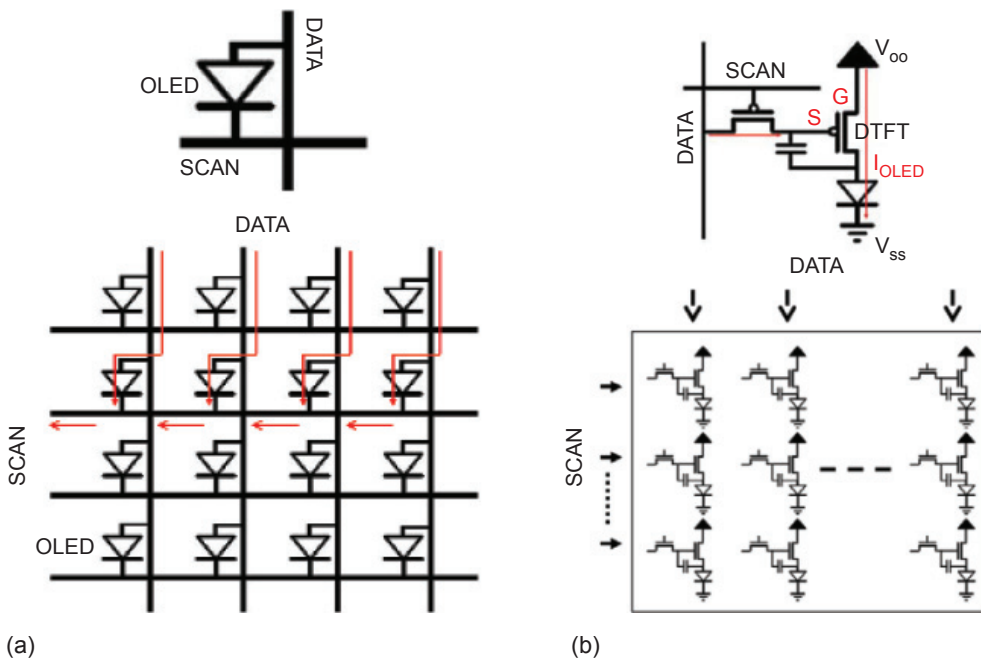 DATA
OLED
SCAN
DATA
SCAN
OLED
(a)
V_oo
SCAN
G
S
DATA
DTFT
I_OLED
V_ss
DATA
SCAN
(b)